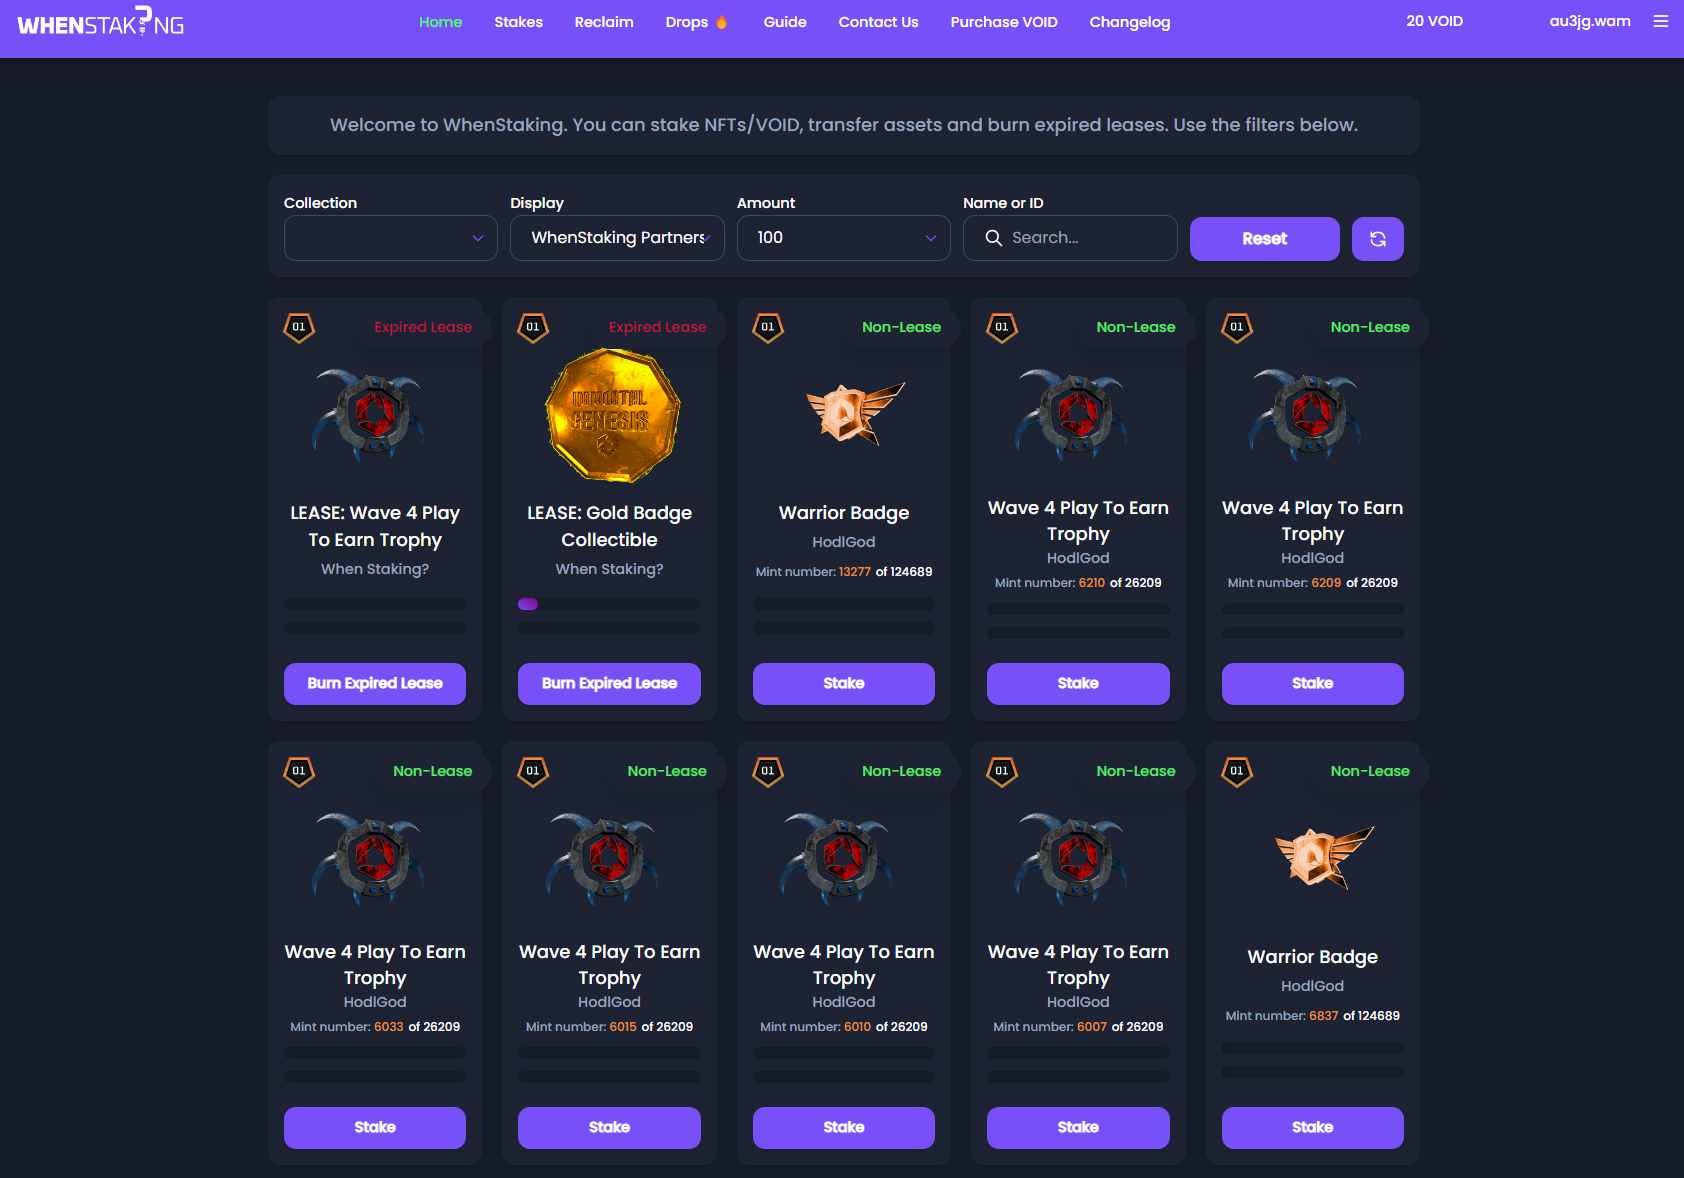 WHENSTAK?NG
Home Stakes Reclaim Drops Guide Contact Us Purchase VOID Changelog 20 VOID au3jg.wam
Welcome to WhenStaking. You can stake NFTs/VOID, transfer assets and burn expired leases. Use the filters below.
Collection Display Amount Name or ID
WhenStaking Partners 100 Search... Reset
01 Expired Lease
IMMORTAL
GENESIS
LEASE: Wave 4 Play
To Earn Trophy
When Staking?
Burn Expired Lease
01 Expired Lease
LEASE: Gold Badge
Collectible
When Staking?
Burn Expired Lease
01 Non-Lease
Warrior Badge
HodlGod
Mint number: 13277 of 124689
Stake
01 Non-Lease
Wave 4 Play To Earn
Trophy
HodlGod
Mint number: 6210 of 26209
Stake
01 Non-Lease
Wave 4 Play To Earn
Trophy
HodlGod
Mint number: 6209 of 26209
Stake
01 Non-Lease
Wave 4 Play To Earn
Trophy
HodlGod
Mint number: 6033 of 26209
Stake
01 Non-Lease
Wave 4 Play To Earn
Trophy
HodlGod
Mint number: 6015 of 26209
Stake
01 Non-Lease
Wave 4 Play To Earn
Trophy
HodlGod
Mint number: 6010 of 26209
Stake
01 Non-Lease
Wave 4 Play To Earn
Trophy
HodlGod
Mint number: 6007 of 26209
Stake
01 Non-Lease
Warrior Badge
HodlGod
Mint number: 6837 of 124689
Stake